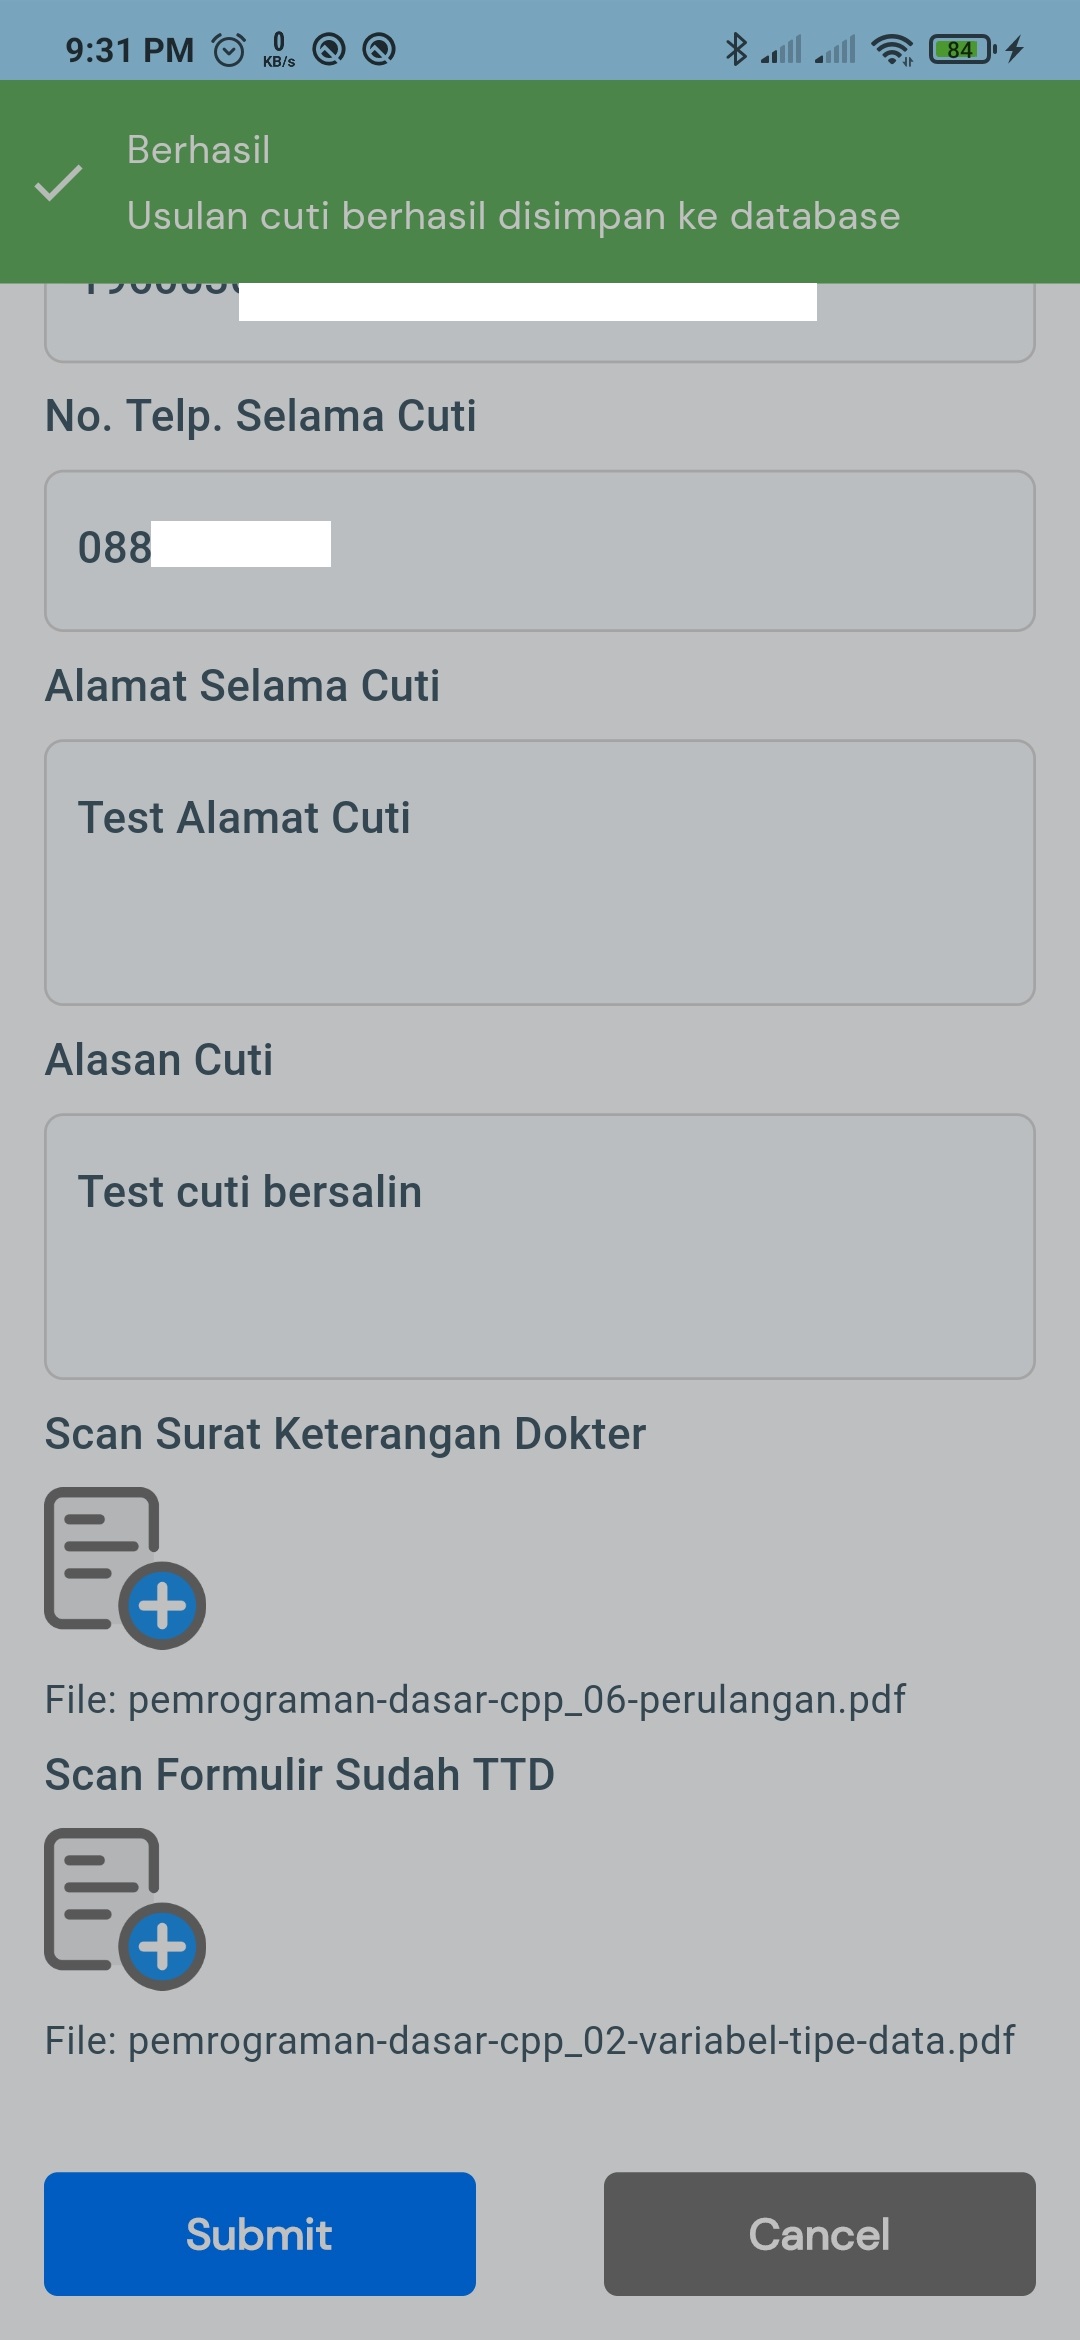 9:31 PM
0
KB/s
84
Berhasil
Usulan cuti berhasil disimpan ke database
No. Telp. Selama Cuti
088
Alamat Selama Cuti
Test Alamat Cuti
Alasan Cuti
Test cuti bersalin
Scan Surat Keterangan Dokter
File: pemrograman-dasar-cpp_06-perulangan.pdf
Scan Formulir Sudah TTD
File: pemrograman-dasar-cpp_02-variabel-tipe-data.pdf
Submit
Cancel